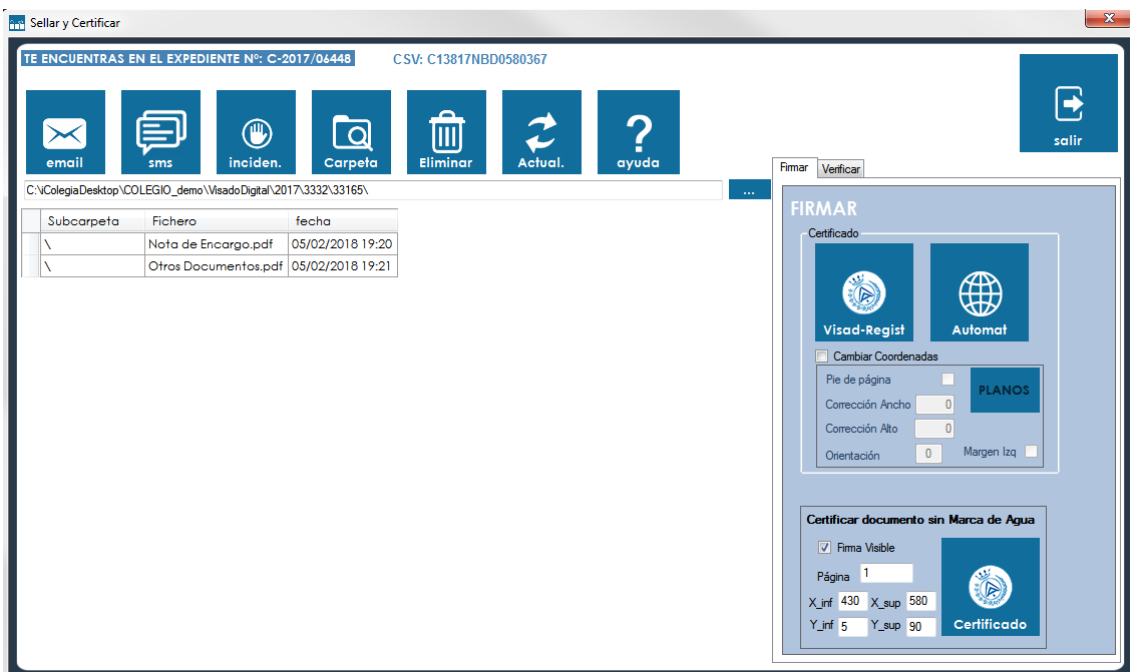 Sellar y Certificar
TE ENCUENTRAS EN EL EXPEDIENTE Nº: C-2017/06448 CSV: C13817NBD0580367
email sms inciden. Carpeta Eliminar Actual. ayuda salir
C:\iColegiaDesktop\COLEGIO_demo\VisadoDigital\2017\3332\33165\ ...
Subcarpeta Fichero fecha
\ Nota de Encargo.pdf 05/02/2018 19:20
\ Otros Documentos.pdf 05/02/2018 19:21
Firmar Verificar
FIRMAR
Certificado
Visad-Regist Automat
Cambiar Coordenadas
Pie de página
PLANOS
Corrección Ancho 0
Corrección Alto 0
Orientación 0 Margen Izq
Certificar documento sin Marca de Agua
Firma Visible
Página 1
X_inf 430 X_sup 580
Y_inf 5 Y_sup 90
Certificado